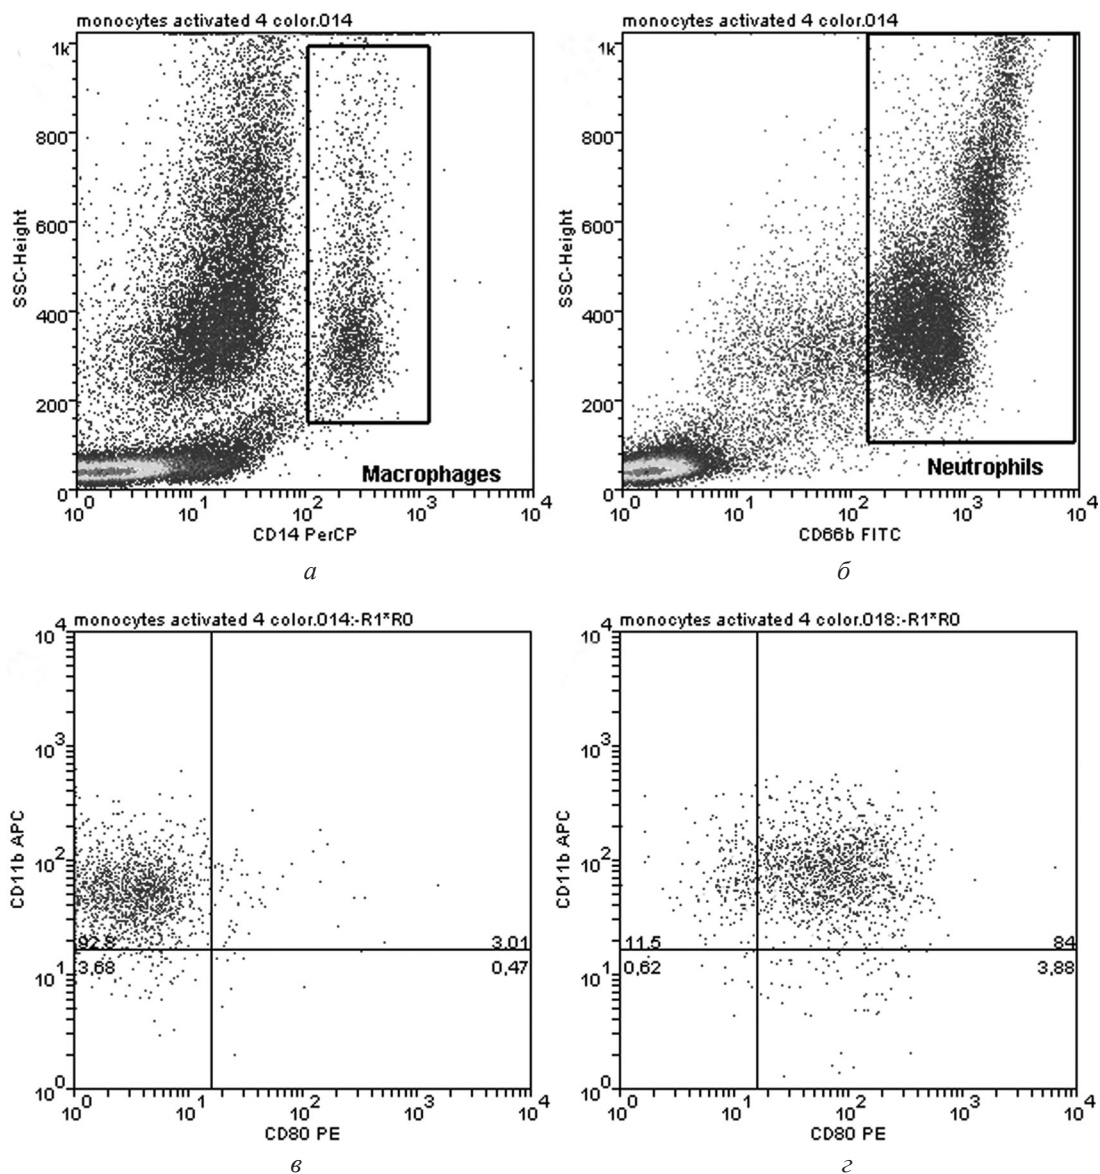 monocytes activated 4 color.014
1k
800
600
400
200
0
SSC-Height
10^0 10^1 10^2 10^3 10^4
CD14 PerCP
Macrophages
а
monocytes activated 4 color.014
1k
800
600
400
200
0
SSC-Height
10^0 10^1 10^2 10^3 10^4
CD66b FITC
Neutrophils
б
monocytes activated 4 color.014:-R1*R0
10^4
10^3
10^2
10^1
10^0
CD11b APC
3.01
3.68 0,47
10^0 10^1 10^2 10^3 10^4
CD80 PE
в
monocytes activated 4 color.018:-R1*R0
10^4
10^3
10^2
10^1
10^0
CD11b APC
11.5 84
0,62 3,88
10^0 10^1 10^2 10^3 10^4
CD80 PE
г